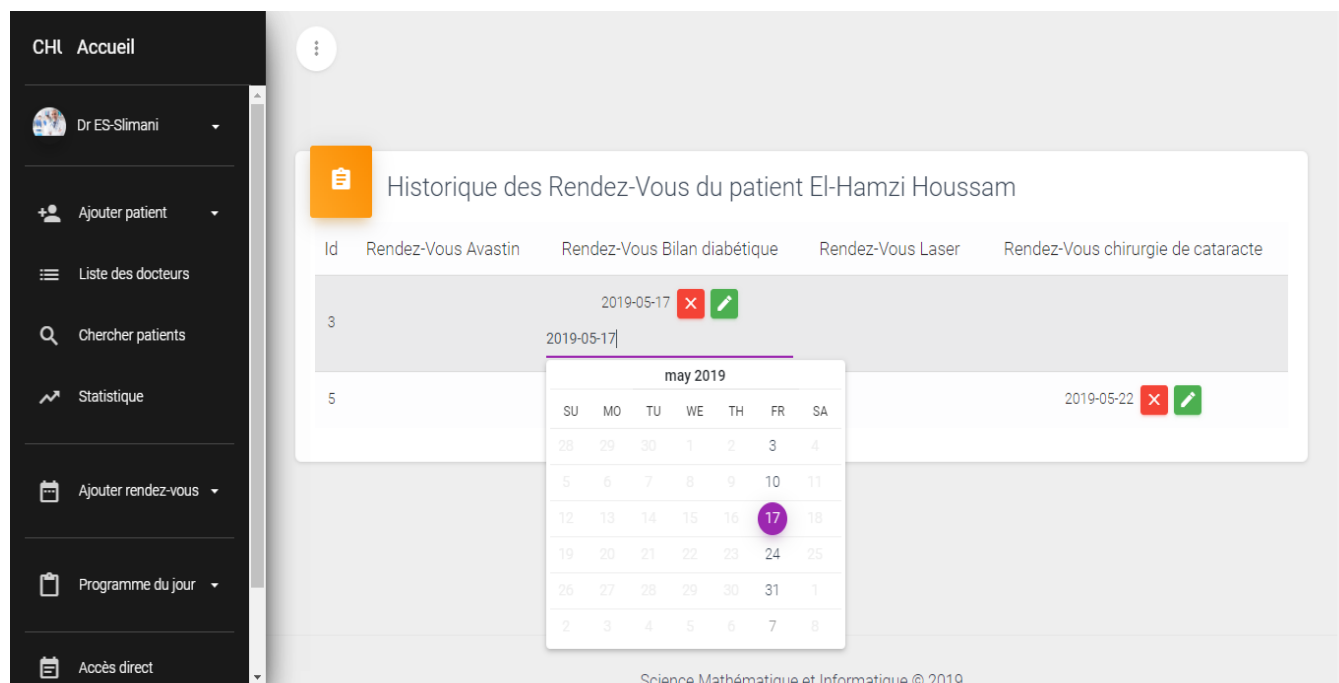 CHU Accueil
Dr ES-Slimani
Ajouter patient
Liste des docteurs
Chercher patients
Statistique
Ajouter rendez-vous
Programme du jour
Accès direct
Historique des Rendez-Vous du patient El-Hamzi Houssam
Id Rendez-Vous Avastin Rendez-Vous Bilan diabétique Rendez-Vous Laser Rendez-Vous chirurgie de cataracte
3 2019-05-17
2019-05-17
5 2019-05-22
may 2019
SU MO TU WE TH FR SA
28 29 30 1 2 3 4
5 6 7 8 9 10 11
12 13 14 15 16 17 18
19 20 21 22 23 24 25
26 27 28 29 30 31 1
2 3 4 5 6 7 8
Science Mathématique et Informatique © 2019